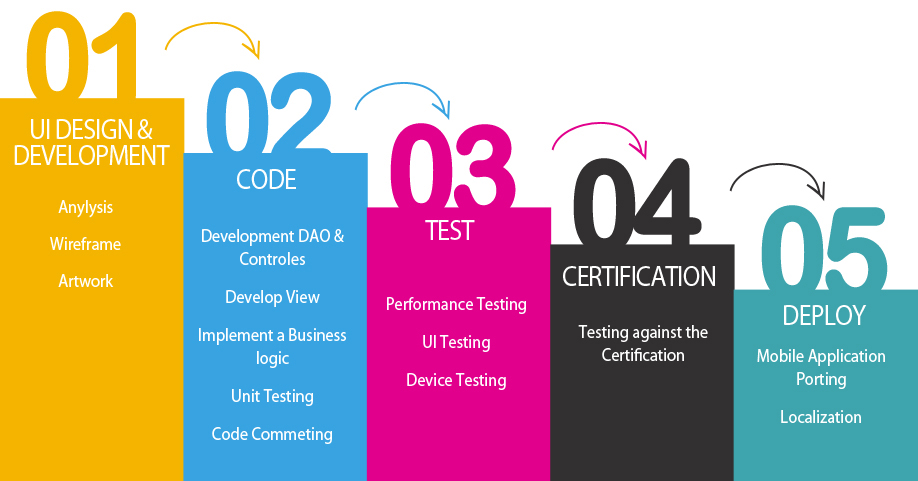 01
UI DESIGN &
DEVELOPMENT
Anylysis
Wireframe
Artwork
02
CODE
Development DAO &
Controles
Develop View
Implement a Business
logic
Unit Testing
Code Commeting
03
TEST
Performance Testing
UI Testing
Device Testing
04
CERTIFICATION
Testing against the
Certification
05
DEPLOY
Mobile Application
Porting
Localization